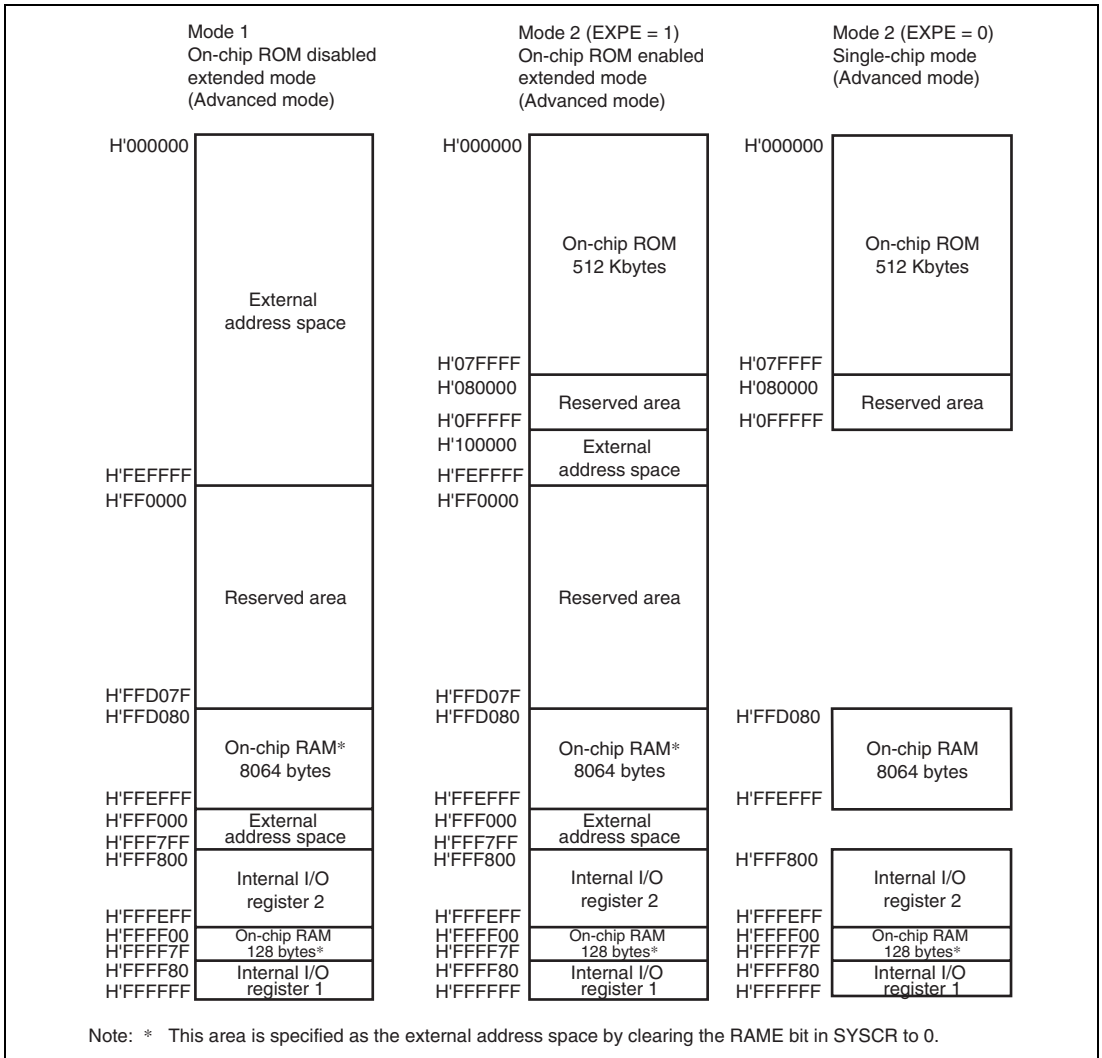 Mode 1
On-chip ROM disabled
extended mode
(Advanced mode)
H'000000
External
address space
H'FEFFFF
H'FF0000
Reserved area
H'FFD07F
H'FFD080
On-chip RAM*
8064 bytes
H'FFEFFF
H'FFF000
External
address space
H'FFF7FF
H'FFF800
Internal I/O
register 2
H'FFFEFF
H'FFFF00
On-chip RAM
128 bytes*
H'FFFF7F
H'FFFF80
Internal I/O
register 1
H'FFFFFF
Mode 2 (EXPE = 1)
On-chip ROM enabled
extended mode
(Advanced mode)
H'000000
On-chip ROM
512 Kbytes
H'07FFFF
H'080000
Reserved area
H'0FFFFF
H'100000
External
address space
H'FEFFFF
H'FF0000
Reserved area
H'FFD07F
H'FFD080
On-chip RAM*
8064 bytes
H'FFEFFF
H'FFF000
External
address space
H'FFF7FF
H'FFF800
Internal I/O
register 2
H'FFFEFF
H'FFFF00
On-chip RAM
128 bytes*
H'FFFF7F
H'FFFF80
Internal I/O
register 1
H'FFFFFF
Mode 2 (EXPE = 0)
Single-chip mode
(Advanced mode)
H'000000
On-chip ROM
512 Kbytes
H'07FFFF
H'080000
Reserved area
H'0FFFFF
H'FFD080
On-chip RAM
8064 bytes
H'FFEFFF
H'FFF800
Internal I/O
register 2
H'FFFEFF
H'FFFF00
On-chip RAM
128 bytes*
H'FFFF7F
H'FFFF80
Internal I/O
register 1
H'FFFFFF
Note: * This area is specified as the external address space by clearing the RAME bit in SYSCR to 0.